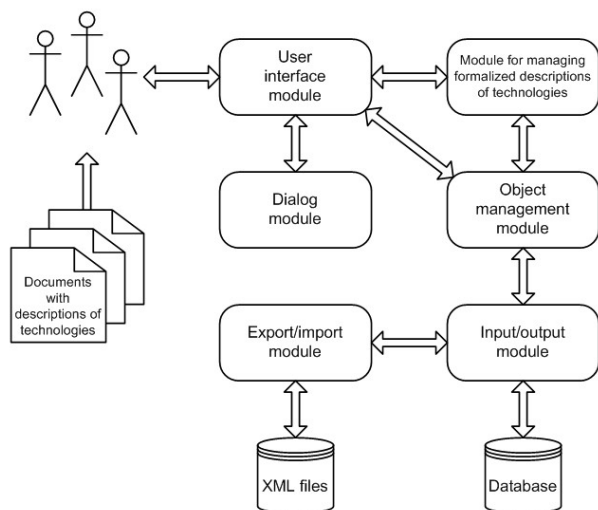 User
interface
module
Module for managing
formalized descriptions
of technologies
Dialog
module
Object
management
module
Documents
with
descriptions of
technologies
Export/import
module
Input/output
module
XML files
Database